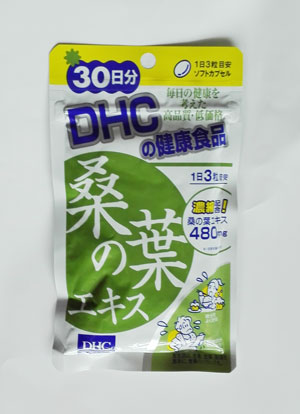 30日分
1日3粒目安
ソフトカプセル
毎日の健康を
考えた
高品質・低価格
DHC
の健康食品
桑
の葉
エキス
1日3粒目安
濃縮
桑の葉エキス
480mg
DHC